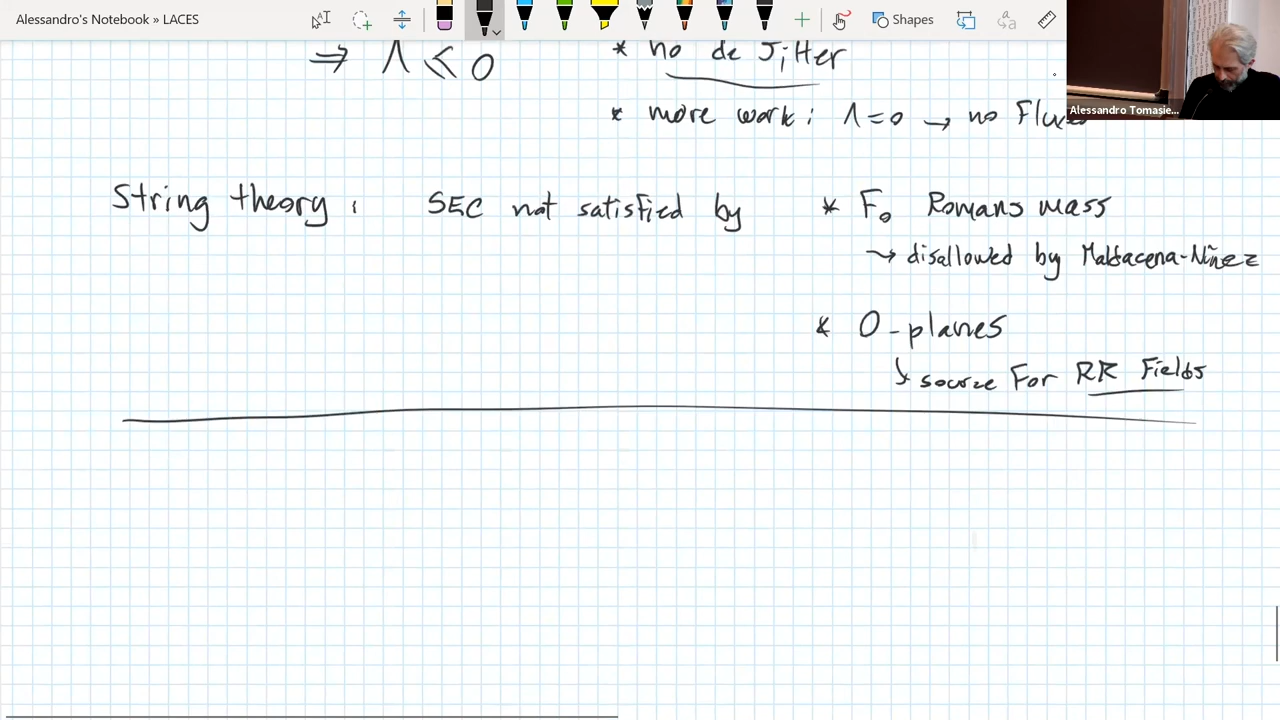 Alessandro's Notebook » LACES
Shapes
Alessandro Tomasie...
⇒ Λ ≤ 0
* no de Sitter
* more work: Λ=0 → no Flux
String theory: SEC not satisfied by * F₀ Romans mass
↝ disallowed by Maldacena-Núñez
* O-planes
↳ source For RR Fields